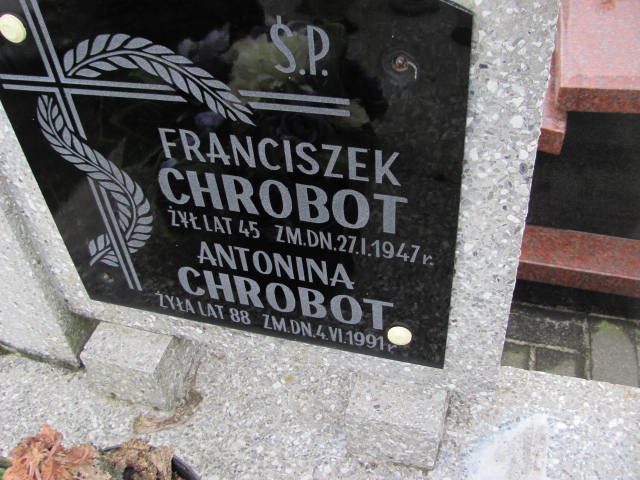 Ś.P.
FRANCISZEK
CHROBOT
ŻYŁ LAT 45 ZM.DN. 27.I.1947 r.
ANTONINA
CHROBOT
ŻYŁA LAT 88 ZM.DN. 4.VI.1991 r.